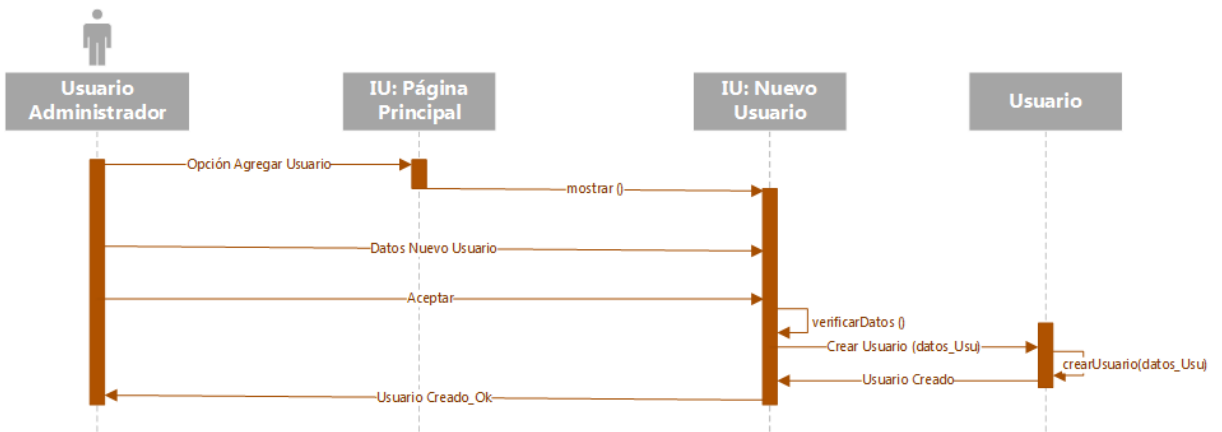 Usuario
Administrador
IU: Página
Principal
IU: Nuevo
Usuario
Usuario
Opción Agregar Usuario
mostrar ()
Datos Nuevo Usuario
Aceptar
verificarDatos ()
Crear Usuario (datos_Usu)
crearUsuario(datos_Usu)
Usuario Creado
Usuario Creado_Ok